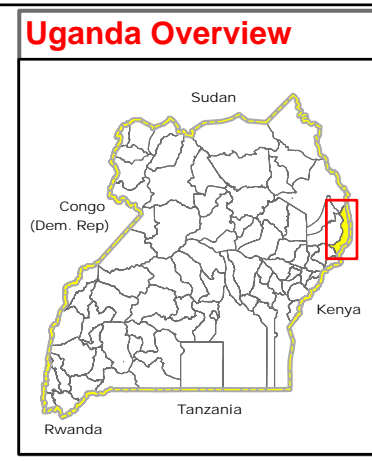 Uganda Overview
Sudan
Congo
(Dem. Rep)
Kenya
Tanzania
Rwanda